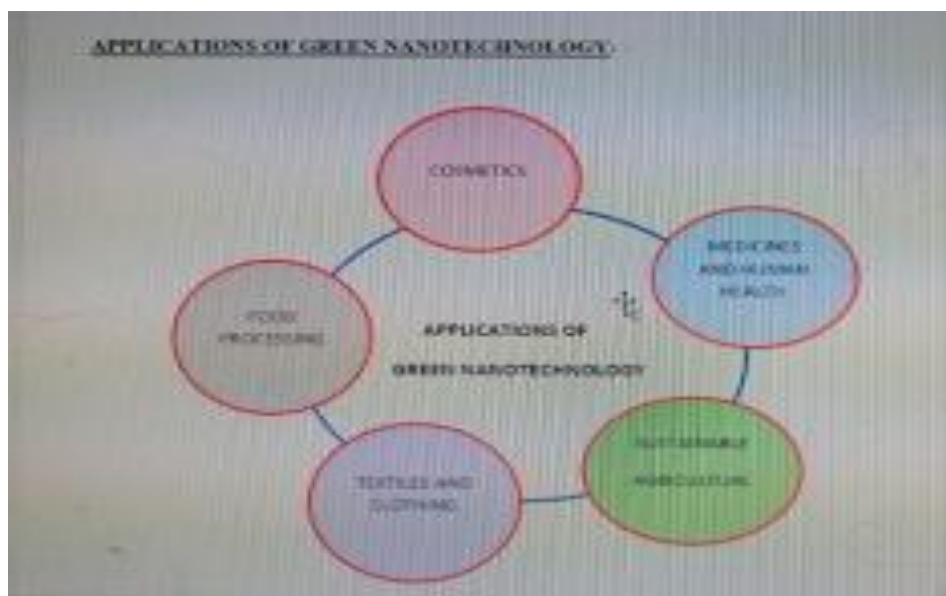 APPLICATIONS OF GREEN NANOTECHNOLOGY:
COSMETICS
MEDICINES
AND HUMAN
HEALTH
SUSTAINABLE
AGRICULTURE
TEXTILES AND
CLOTHING
FOOD
PROCESSING
APPLICATIONS OF
GREEN NANOTECHNOLOGY